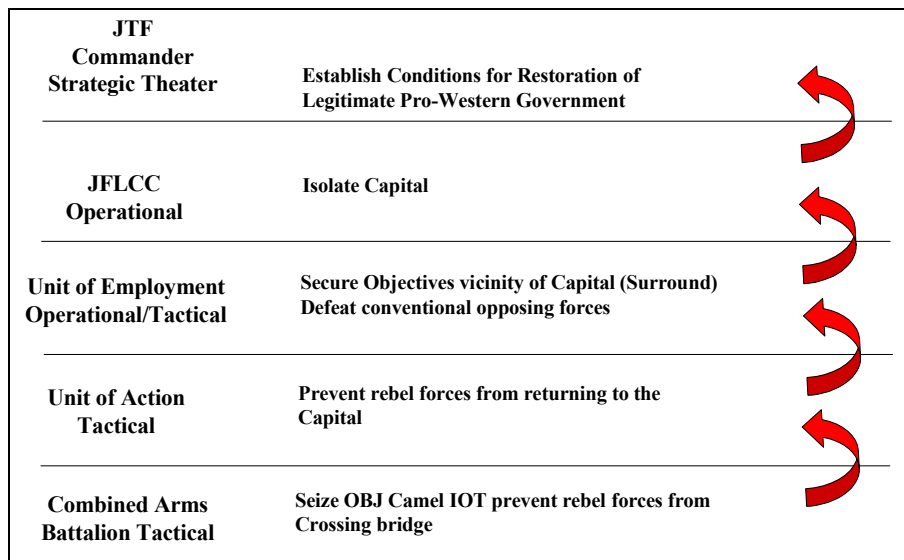 JTF
Commander
Strategic Theater
Establish Conditions for Restoration of
Legitimate Pro-Western Government
JFLCC
Operational
Isolate Capital
Unit of Employment
Operational/Tactical
Secure Objectives vicinity of Capital (Surround)
Defeat conventional opposing forces
Unit of Action
Tactical
Prevent rebel forces from returning to the
Capital
Combined Arms
Battalion Tactical
Seize OBJ Camel IOT prevent rebel forces from
Crossing bridge